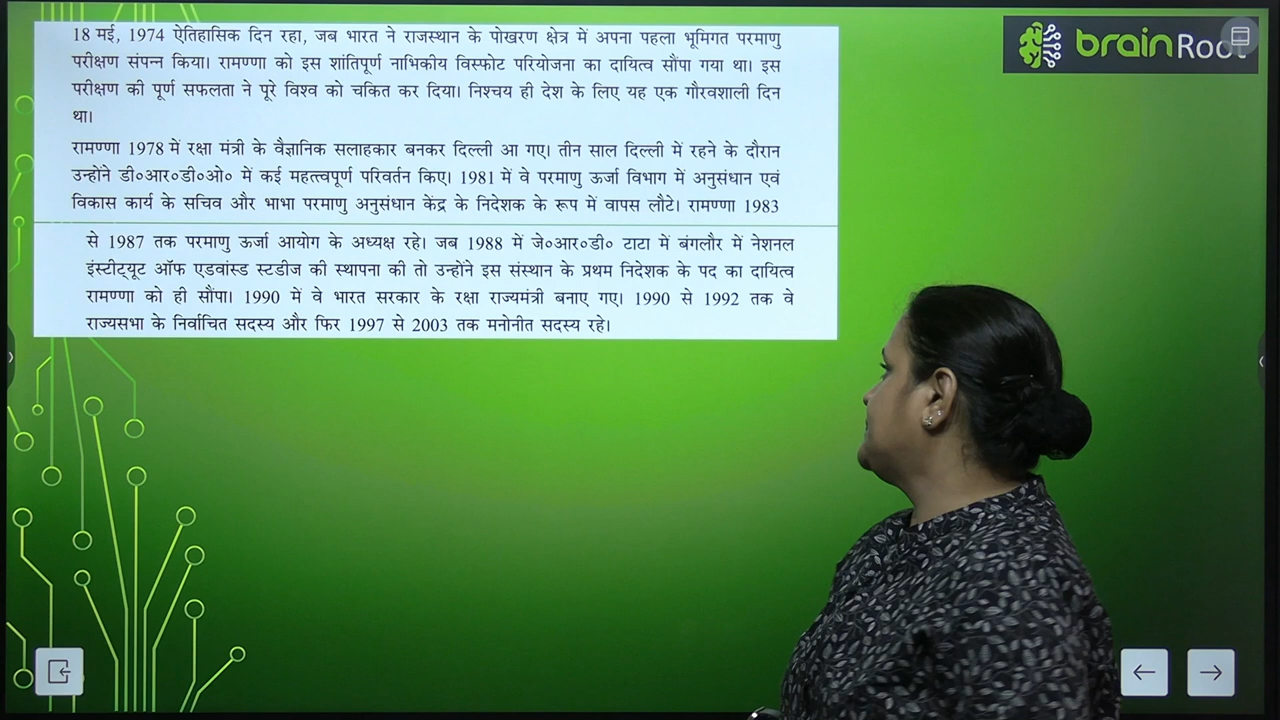 18 मई, 1974 ऐतिहासिक दिन रहा, जब भारत ने राजस्थान के पोखरण क्षेत्र में अपना पहला भूमिगत परमाणु
परीक्षण संपन्न किया। रामण्णा को इस शांतिपूर्ण नाभिकीय विस्फोट परियोजना का दायित्व सौंपा गया था। इस
परीक्षण की पूर्ण सफलता ने पूरे विश्व को चकित कर दिया। निश्चय ही देश के लिए यह एक गौरवशाली दिन
था।
रामण्णा 1978 में रक्षा मंत्री के वैज्ञानिक सलाहकार बनकर दिल्ली आ गए। तीन साल दिल्ली में रहने के दौरान
उन्होंने डी०आर०डी०ओ० में कई महत्त्वपूर्ण परिवर्तन किए। 1981 में वे परमाणु ऊर्जा विभाग में अनुसंधान एवं
विकास कार्य के सचिव और भाभा परमाणु अनुसंधान केंद्र के निदेशक के रूप में वापस लौटे। रामण्णा 1983
से 1987 तक परमाणु ऊर्जा आयोग के अध्यक्ष रहे। जब 1988 में जे०आर०डी० टाटा में बंगलौर में नेशनल
इंस्टीट्यूट ऑफ एडवांस्ड स्टडीज की स्थापना की तो उन्होंने इस संस्थान के प्रथम निदेशक के पद का दायित्व
रामण्णा को ही सौंपा। 1990 में वे भारत सरकार के रक्षा राज्यमंत्री बनाए गए। 1990 से 1992 तक वे
राज्यसभा के निर्वाचित सदस्य और फिर 1997 से 2003 तक मनोनीत सदस्य रहे।
brain Root